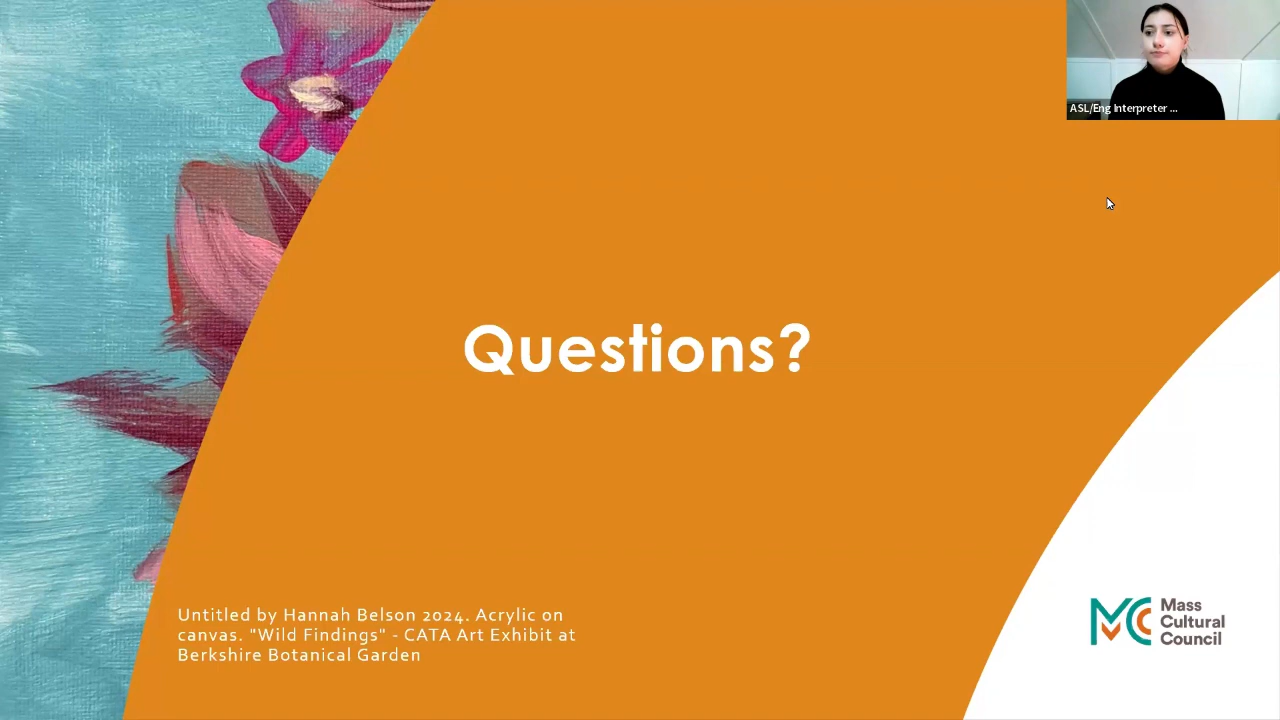 ASL/Eng Interpreter ...
Questions?
Untitled by Hannah Belson 2024. Acrylic on
canvas. "Wild Findings" - CATA Art Exhibit at
Berkshire Botanical Garden
MCC
Mass
Cultural
Council